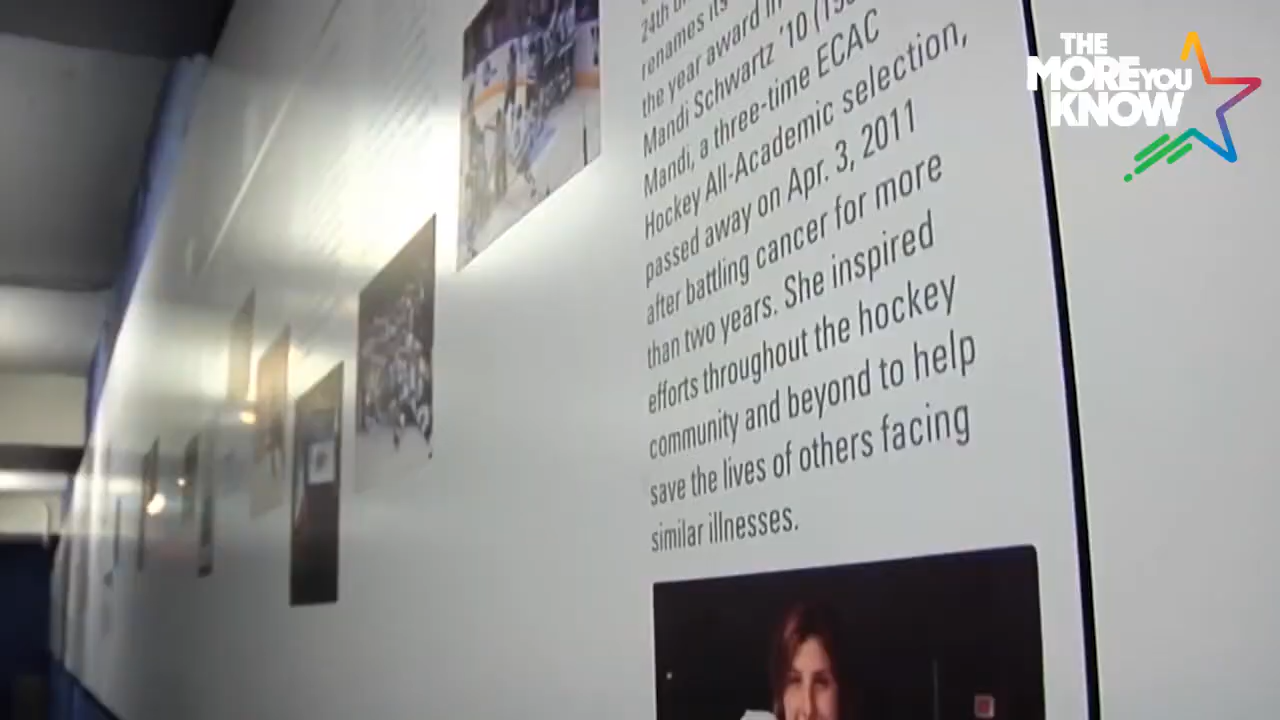 24th
renames its
the year award in
Mandi Schwartz '10
Mandi, a three-time ECAC
Hockey All-Academic selection,
passed away on Apr. 3, 2011
after battling cancer for more
than two years. She inspired
efforts throughout the hockey
community and beyond to help
save the lives of others facing
similar illnesses.
THE
MORE YOU
KNOW